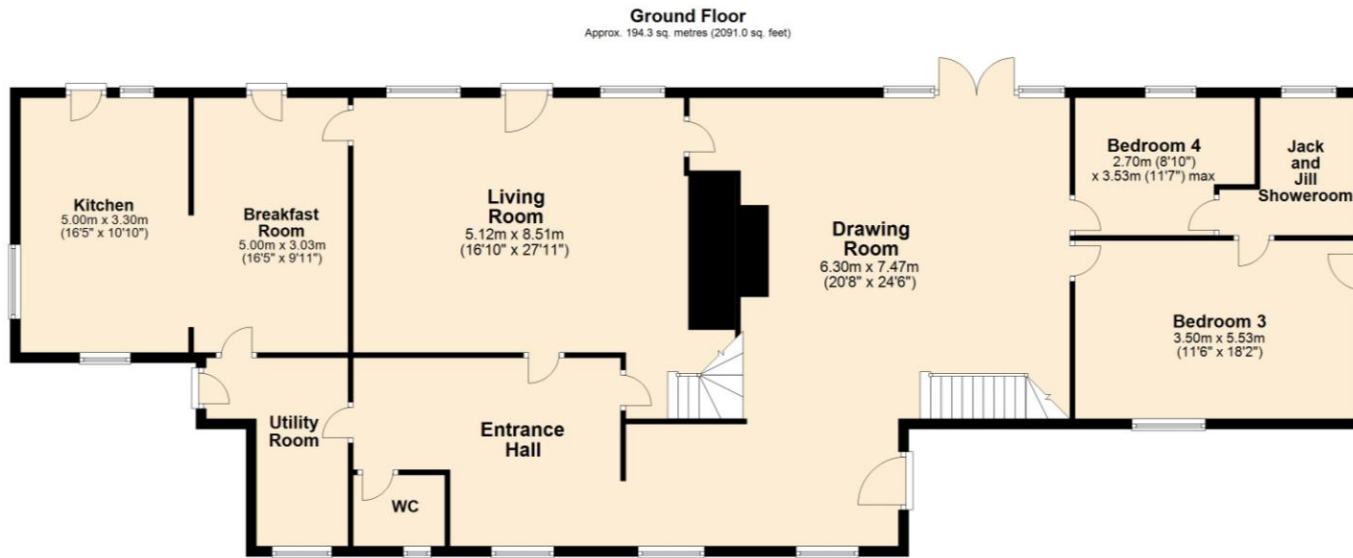 Ground Floor
Approx. 194.3 sq. metres (2091.0 sq. feet)
Kitchen
5.00m x 3.30m
(16'5" x 10'10")
Breakfast
Room
5.00m x 3.03m
(16'5" x 9'11")
Living
Room
5.12m x 8.51m
(16'10" x 27'11")
Drawing
Room
6.30m x 7.47m
(20'8" x 24'6")
Bedroom 4
2.70m (8'10")
x 3.53m (11'7") max
Jack
and
Jill
Showeroom
Bedroom 3
3.50m x 5.53m
(11'6" x 18'2")
Utility
Room
Entrance
Hall
WC